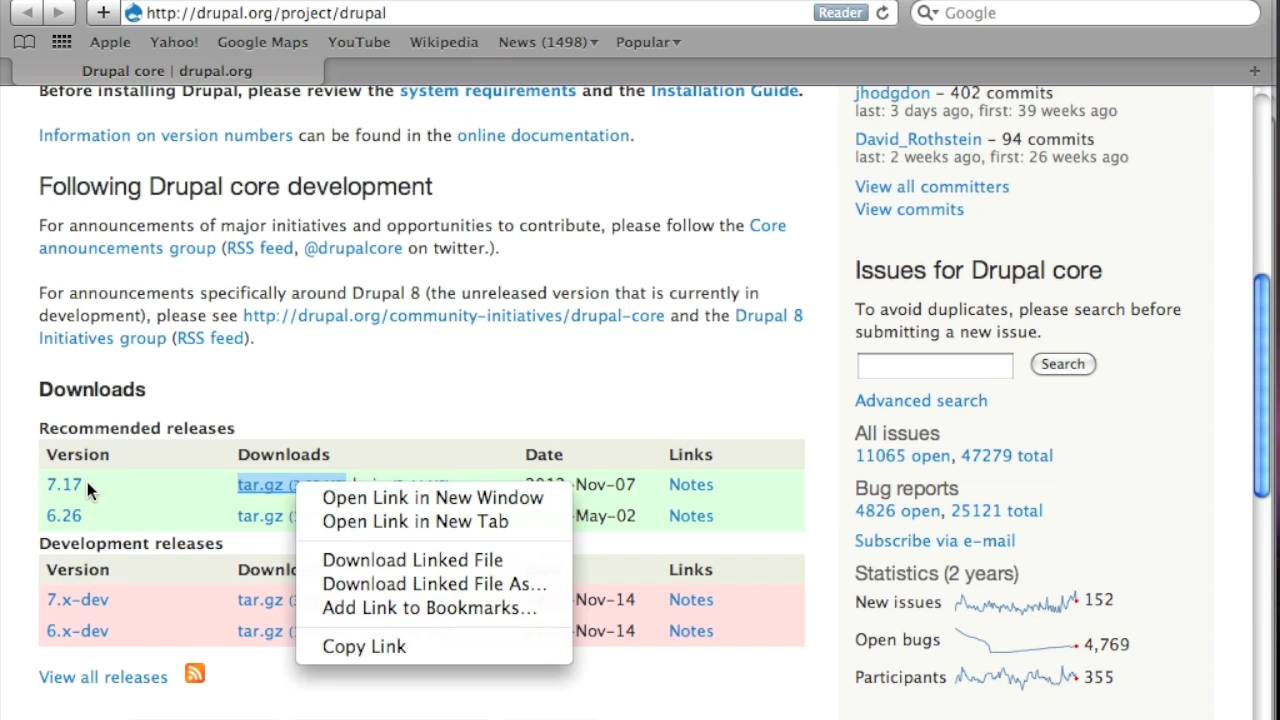 http://drupal.org/project/drupal
Reader
Google
Apple Yahoo! Google Maps YouTube Wikipedia News (1498) Popular
Drupal core | drupal.org
Before installing Drupal, please review the system requirements and the Installation Guide.
Information on version numbers can be found in the online documentation.
Following Drupal core development
For announcements of major initiatives and opportunities to contribute, please follow the Core
announcements group (RSS feed, @drupalcore on twitter.).
For announcements specifically around Drupal 8 (the unreleased version that is currently in
development), please see http://drupal.org/community-initiatives/drupal-core and the Drupal 8
Initiatives group (RSS feed).
Downloads
Recommended releases
Version Downloads Date Links
7.17 tar.gz -Nov-07 Notes
6.26 tar.gz -May-02 Notes
Development releases
Version Links
7.x-dev tar.gz -Nov-14 Notes
6.x-dev tar.gz -Nov-14 Notes
View all releases
Open Link in New Window
Open Link in New Tab
Download Linked File
Download Linked File As...
Add Link to Bookmarks...
Copy Link
jhodgdon – 402 commits
last: 3 days ago, first: 39 weeks ago
David_Rothstein – 94 commits
last: 2 weeks ago, first: 26 weeks ago
View all committers
View commits
Issues for Drupal core
To avoid duplicates, please search before
submitting a new issue.
Search
Advanced search
All issues
11065 open, 47279 total
Bug reports
4826 open, 25121 total
Subscribe via e-mail
Statistics (2 years)
New issues 152
Open bugs 4,769
Participants 355